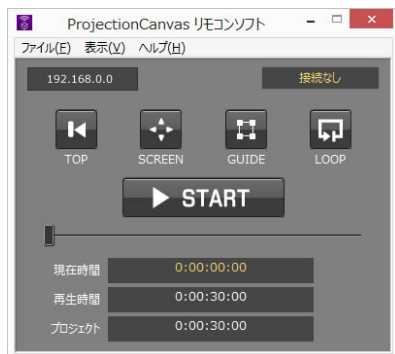 ProjectionCanvas リモコンソフト
ファイル(F) 表示(V) ヘルプ(H)
192.168.0.0 接続なし
TOP SCREEN GUIDE LOOP
START
現在時間 0:00:00:00
再生時間 0:00:30:00
プロジェクト 0:00:30:00